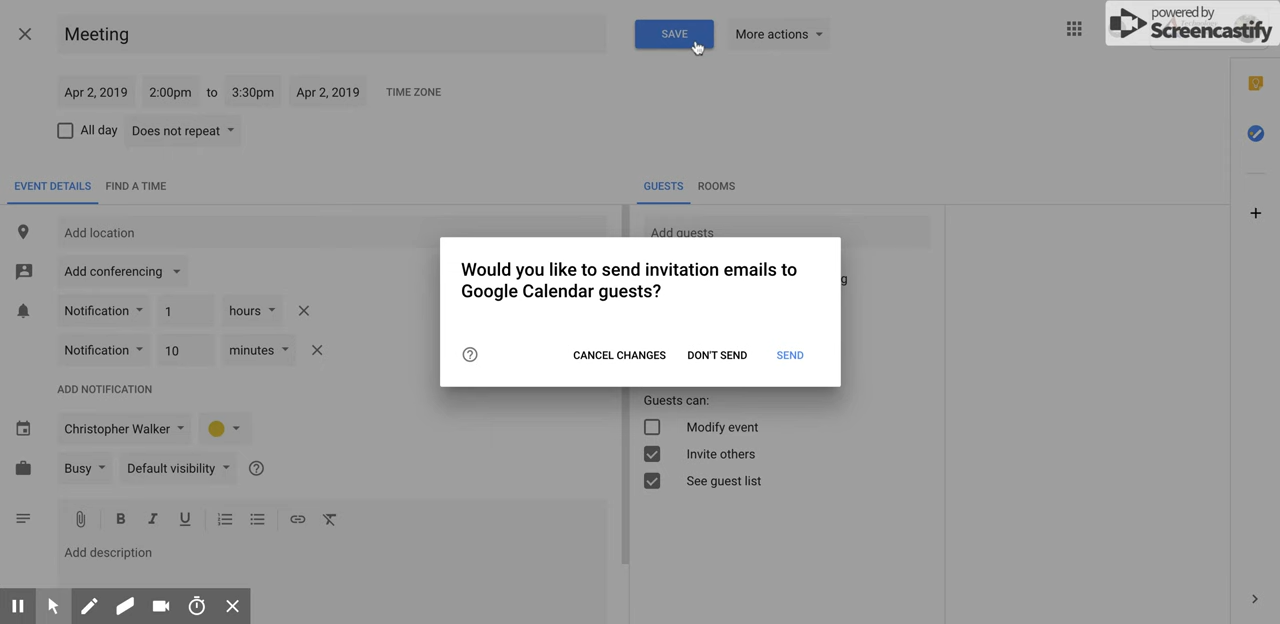 powered by
Screencastify
Meeting
SAVE
More actions
Apr 2, 2019
2:00pm
to
3:30pm
Apr 2, 2019
TIME ZONE
All day
Does not repeat
EVENT DETAILS
FIND A TIME
GUESTS
ROOMS
Add location
Add guests
Add conferencing
Notification
1
hours
Notification
10
minutes
ADD NOTIFICATION
Christopher Walker
Busy
Default visibility
B
I
U
Add description
Would you like to send invitation emails to
Google Calendar guests?
CANCEL CHANGES
DON'T SEND
SEND
Guests can:
Modify event
Invite others
See guest list